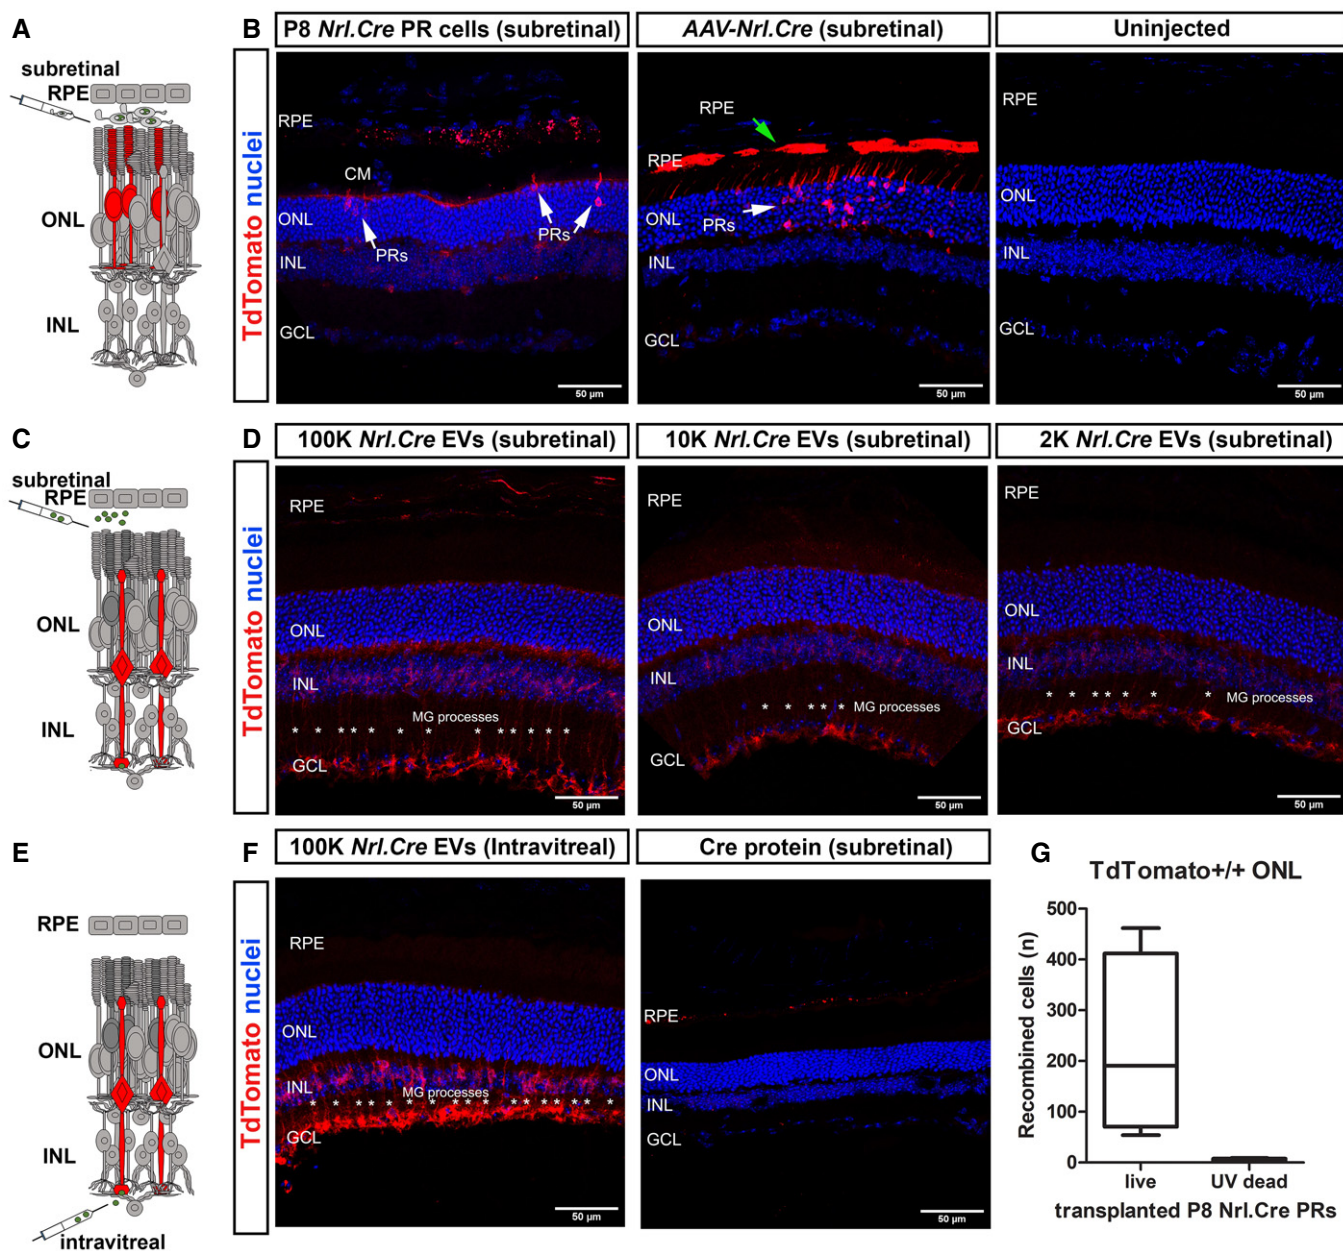 A
subretinal
RPE
ONL
INL
B
P8 Nrl.Cre PR cells (subretinal)
AAV-Nrl.Cre (subretinal)
Uninjected
TdTomato nuclei
RPE
CM
ONL
PRs
PRs
INL
GCL
50 µm
RPE
RPE
ONL
PRs
INL
GCL
50 µm
RPE
ONL
INL
GCL
50 µm
C
subretinal
RPE
ONL
INL
D
100K Nrl.Cre EVs (subretinal)
10K Nrl.Cre EVs (subretinal)
2K Nrl.Cre EVs (subretinal)
TdTomato nuclei
RPE
ONL
INL
MG processes
* * * * * * * * * * * * *
GCL
50 µm
RPE
ONL
INL
* * * * * MG processes
GCL
50 µm
RPE
ONL
INL
* * * * * * * MG processes
GCL
50 µm
E
RPE
ONL
INL
intravitreal
F
100K Nrl.Cre EVs (Intravitreal)
Cre protein (subretinal)
TdTomato nuclei
RPE
ONL
INL
MG processes
* * * * * * * * * * * * * * * * * *
GCL
50 µm
RPE
ONL
INL
GCL
50 µm
G
TdTomato+/+ ONL
Recombined cells (n)
500
400
300
200
100
0
live
UV dead
transplanted P8 Nrl.Cre PRs